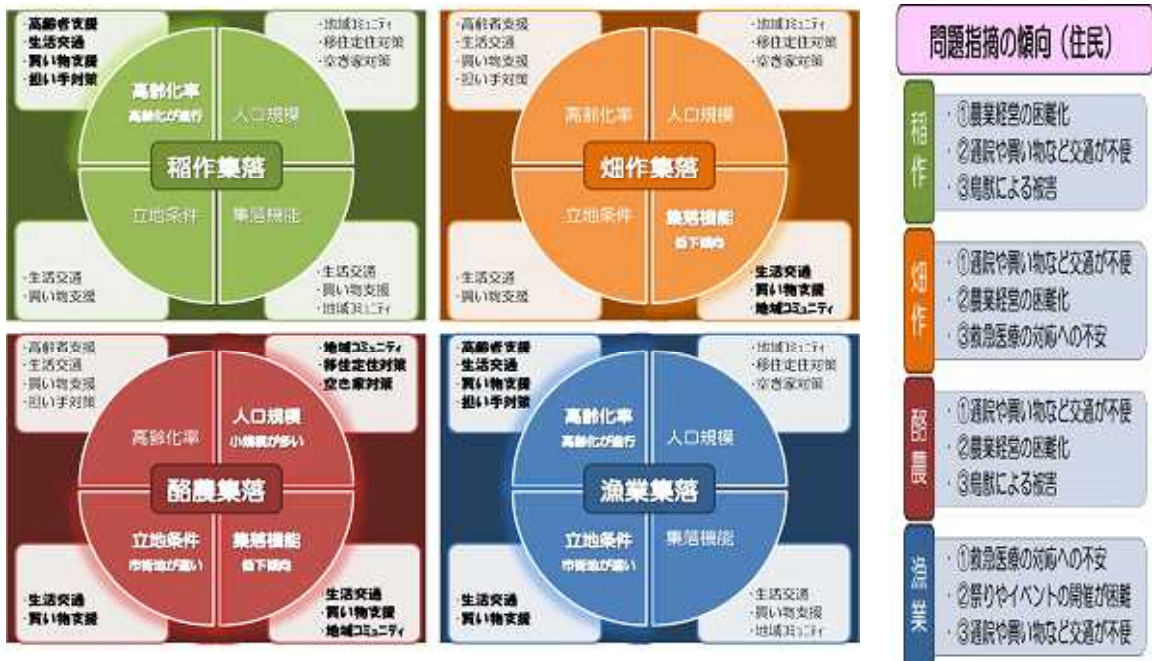 ・高齢者支援
・生活交通
・買い物支援
・担い手対策
・地域コミュニティ
・移住定住対策
・空き家対策
高齢化率
高齢化が進行
人口規模
稲作集落
立地条件
集落機能
・生活交通
・買い物支援
・生活交通
・買い物支援
・地域コミュニティ
・高齢者支援
・生活交通
・買い物支援
・担い手対策
・地域コミュニティ
・移住定住対策
・空き家対策
高齢化率
人口規模
畑作集落
立地条件
集落機能
低下傾向
・生活交通
・買い物支援
・生活交通
・買い物支援
・地域コミュニティ
・高齢者支援
・生活交通
・買い物支援
・担い手対策
・地域コミュニティ
・移住定住対策
・空き家対策
高齢化率
人口規模
小規模が多い
酪農集落
立地条件
市街地が遠い
集落機能
低下傾向
・生活交通
・買い物支援
・生活交通
・買い物支援
・地域コミュニティ
・高齢者支援
・生活交通
・買い物支援
・担い手対策
・地域コミュニティ
・移住定住対策
・空き家対策
高齢化率
高齢化が進行
人口規模
漁業集落
立地条件
市街地が遠い
集落機能
・生活交通
・買い物支援
・生活交通
・買い物支援
・地域コミュニティ
問題指摘の傾向（住民）
稲作
・①農業経営の困難化
・②通院や買い物など交通が不便
・③鳥獣による被害
畑作
・①通院や買い物など交通が不便
・②農業経営の困難化
・③救急医療の対応への不安
酪農
・①通院や買い物など交通が不便
・②農業経営の困難化
・③鳥獣による被害
漁業
・①救急医療の対応への不安
・②祭りやイベントの開催が困難
・③通院や買い物など交通が不便